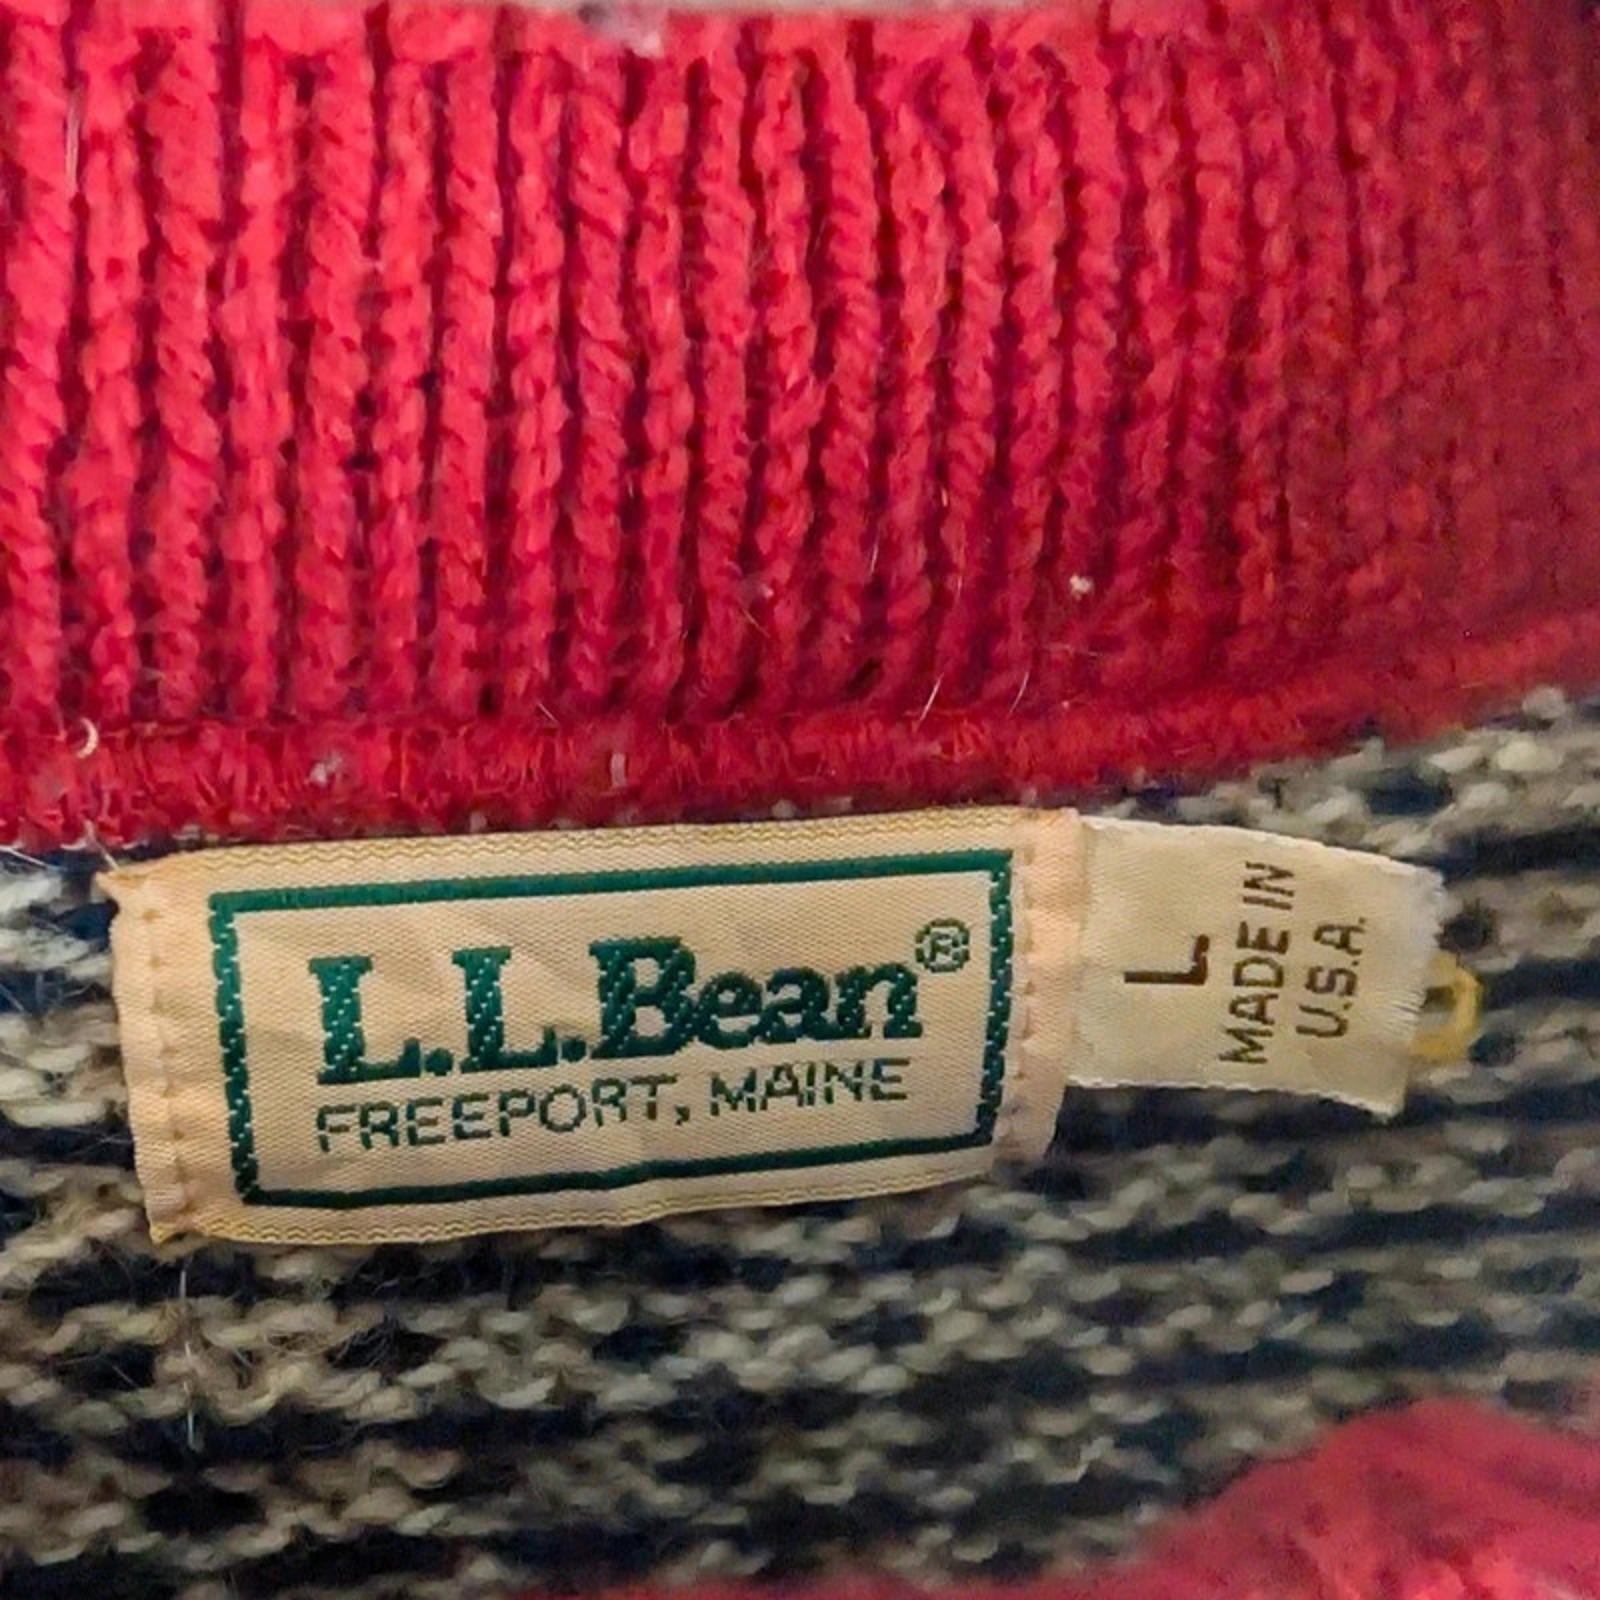 L.L.Bean®
FREEPORT, MAINE
L
MADE IN
U.S.A.